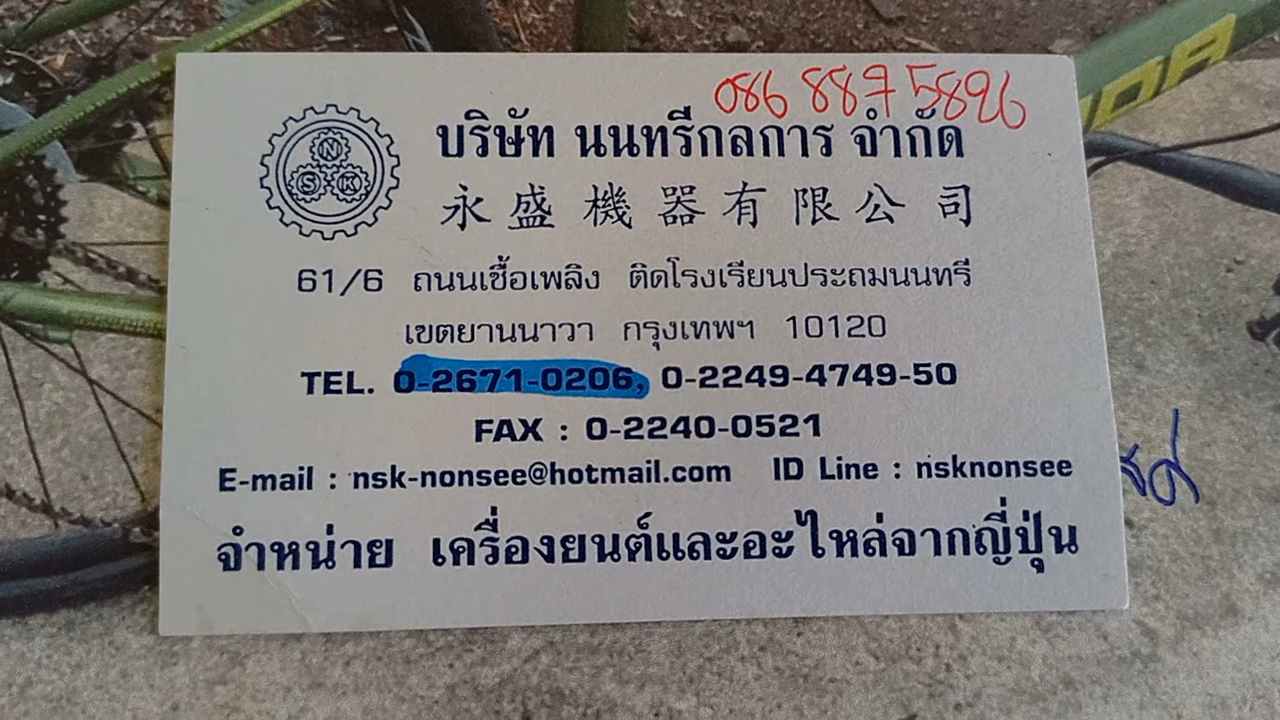 086 887 5896
บริษัท นนทรีกลการ จำกัด
N
S K
永盛機器有限公司
61/6 ถนนเชื้อเพลิง ติดโรงเรียนประถมนนทรี
เขตยานนาวา กรุงเทพฯ 10120
TEL. 0-2671-0206, 0-2249-4749-50
FAX : 0-2240-0521
E-mail : nsk-nonsee@hotmail.com ID Line : nsknonsee
จำหน่าย เครื่องยนต์และอะไหล่จากญี่ปุ่น